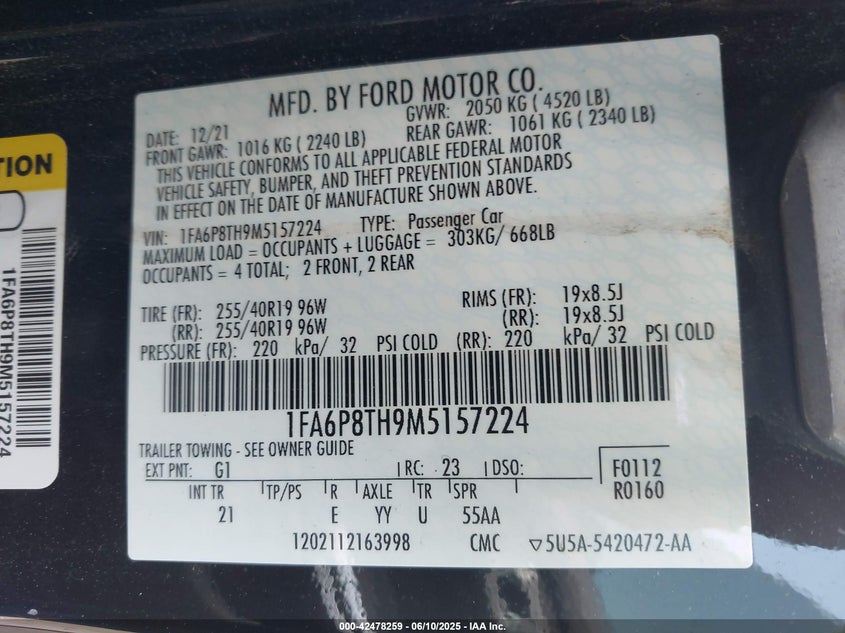 MFD. BY FORD MOTOR CO.
DATE: 12/21 GVWR: 2050 KG ( 4520 LB)
FRONT GAWR: 1016 KG ( 2240 LB) REAR GAWR: 1061 KG ( 2340 LB)
THIS VEHICLE CONFORMS TO ALL APPLICABLE FEDERAL MOTOR
VEHICLE SAFETY, BUMPER, AND THEFT PREVENTION STANDARDS
IN EFFECT ON THE DATE OF MANUFACTURE SHOWN ABOVE.
VIN: 1FA6P8TH9M5157224 TYPE: Passenger Car
MAXIMUM LOAD = OCCUPANTS + LUGGAGE = 303KG/ 668LB
OCCUPANTS = 4 TOTAL; 2 FRONT, 2 REAR
TIRE (FR): 255/40R19 96W RIMS (FR): 19x8.5J
(RR): 255/40R19 96W (RR): 19x8.5J
PRESSURE (FR): 220 kPa/ 32 PSI COLD (RR): 220 kPa/ 32 PSI COLD
1FA6P8TH9M5157224
TRAILER TOWING - SEE OWNER GUIDE
EXT PNT: G1 RC: 23 DSO: F0112
R0160
INT TR TP/PS R AXLE TR SPR
21 E YY U 55AA
1202112163998 CMC ▽5U5A-5420472-AA
TION
1FA6P8TH9M5157224
000-42478259 - 06/10/2025 - IAA Inc.